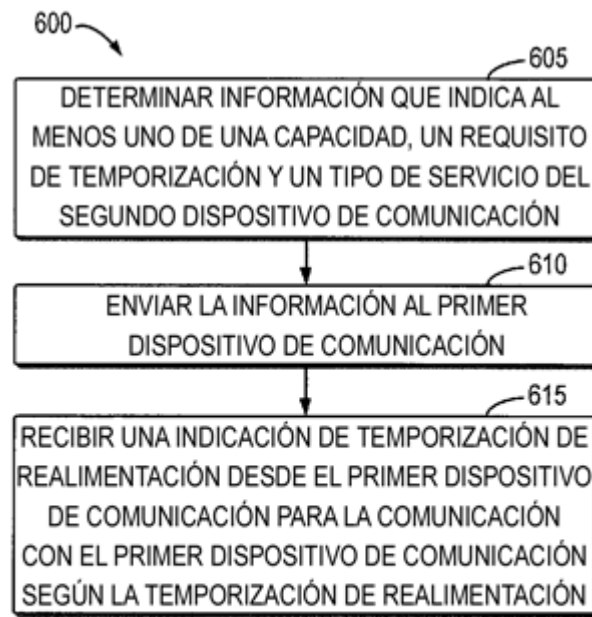 600
605
DETERMINAR INFORMACIÓN QUE INDICA AL
MENOS UNO DE UNA CAPACIDAD, UN REQUISITO
DE TEMPORIZACIÓN Y UN TIPO DE SERVICIO DEL
SEGUNDO DISPOSITIVO DE COMUNICACIÓN
610
ENVIAR LA INFORMACIÓN AL PRIMER
DISPOSITIVO DE COMUNICACIÓN
615
RECIBIR UNA INDICACIÓN DE TEMPORIZACIÓN DE
REALIMENTACIÓN DESDE EL PRIMER DISPOSITIVO
DE COMUNICACIÓN PARA LA COMUNICACIÓN
CON EL PRIMER DISPOSITIVO DE COMUNICACIÓN
SEGÚN LA TEMPORIZACIÓN DE REALIMENTACIÓN